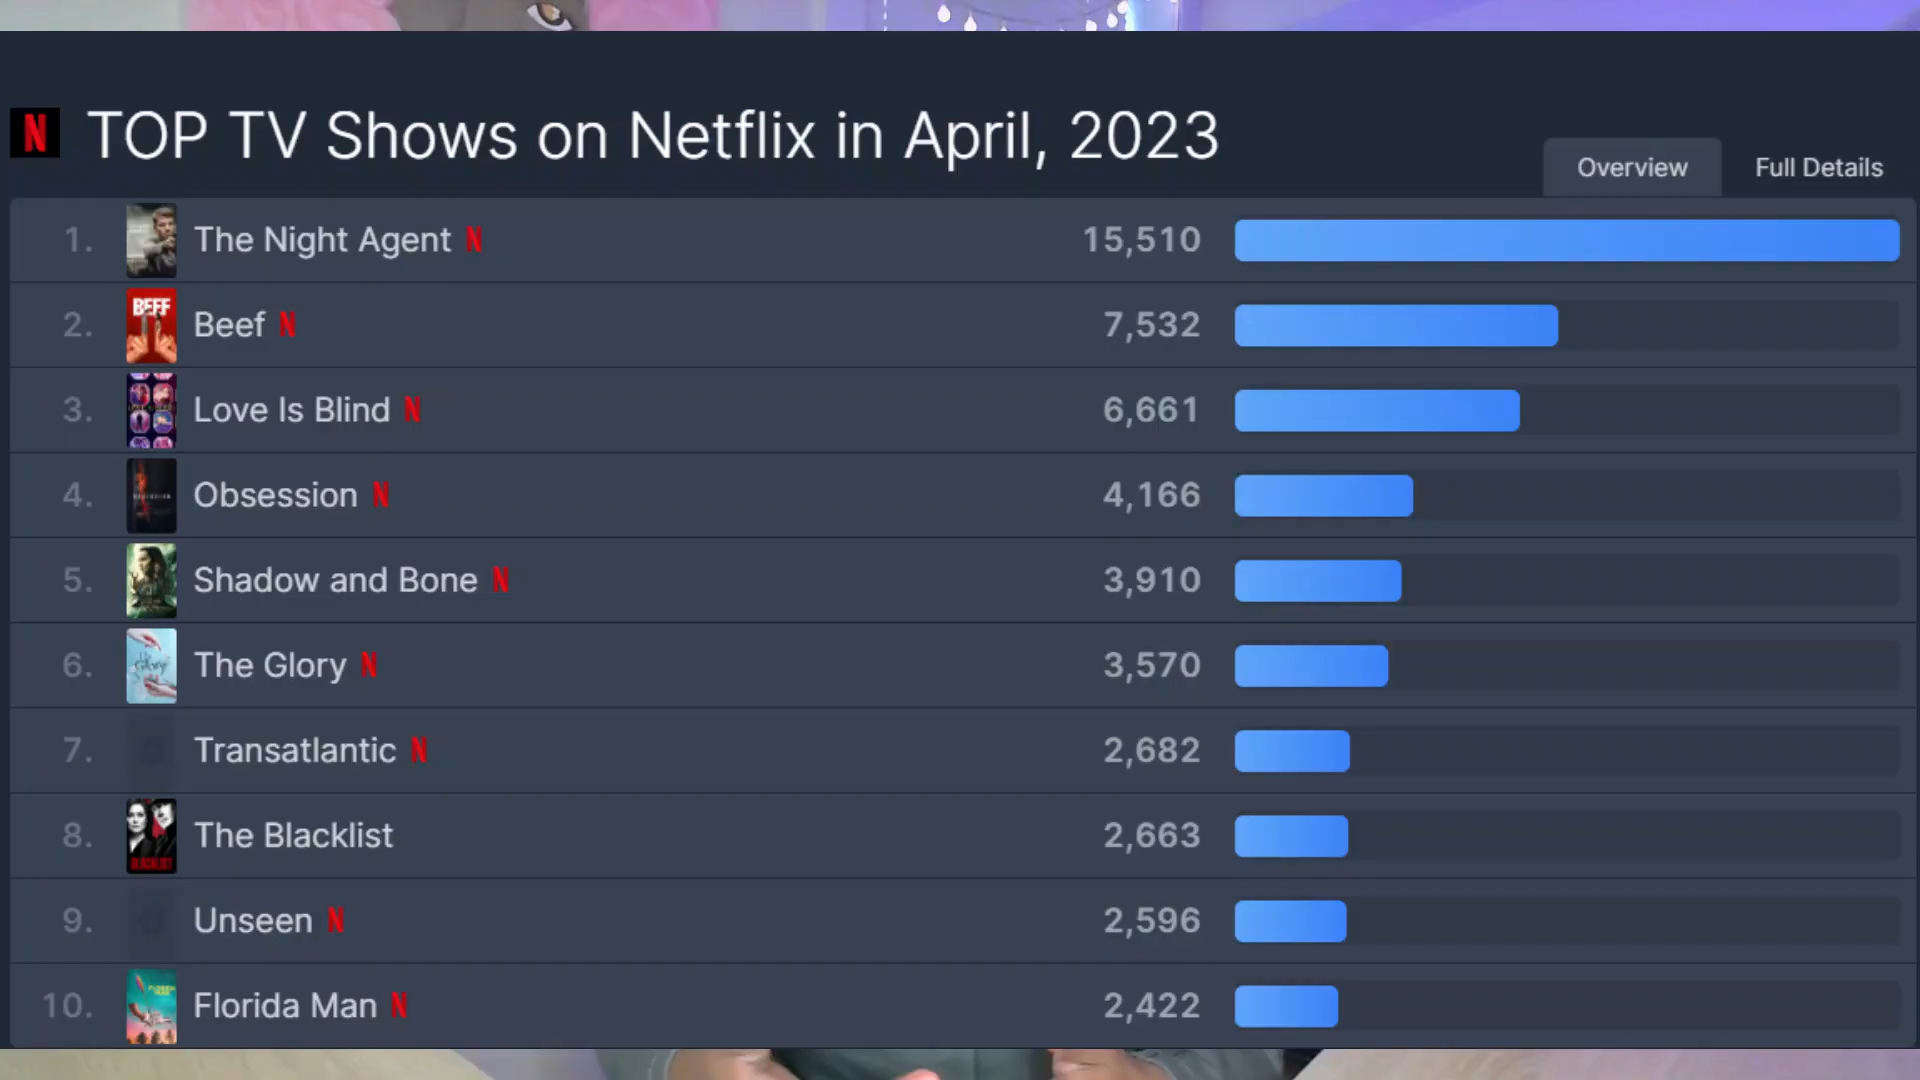 N TOP TV Shows on Netflix in April, 2023
Overview Full Details
1. The Night Agent N 15,510
2. BEEF Beef N 7,532
3. Love Is Blind N 6,661
4. Obsession N 4,166
5. Shadow and Bone N 3,910
6. The Glory N 3,570
7. Transatlantic N 2,682
8. BLACKLIST The Blacklist 2,663
9. Unseen N 2,596
10. Florida Man N 2,422